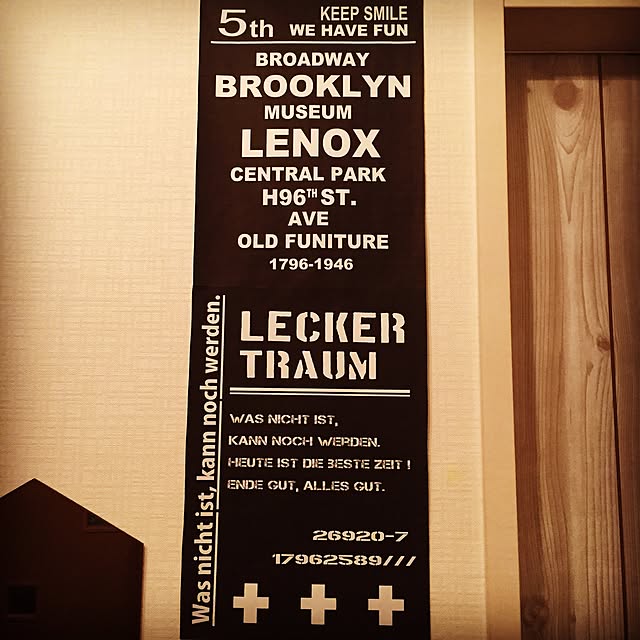 5th KEEP SMILE
WE HAVE FUN
BROADWAY
BROOKLYN
MUSEUM
LENOX
CENTRAL PARK
H96TH ST.
AVE
OLD FUNITURE
1796-1946
Was nicht ist, kann noch werden.
LECKER
TRAUM
WAS NICHT IST,
KANN NOCH WERDEN.
HEUTE IST DIE BESTE ZEIT !
ENDE GUT, ALLES GUT.
26920-7
17962589///